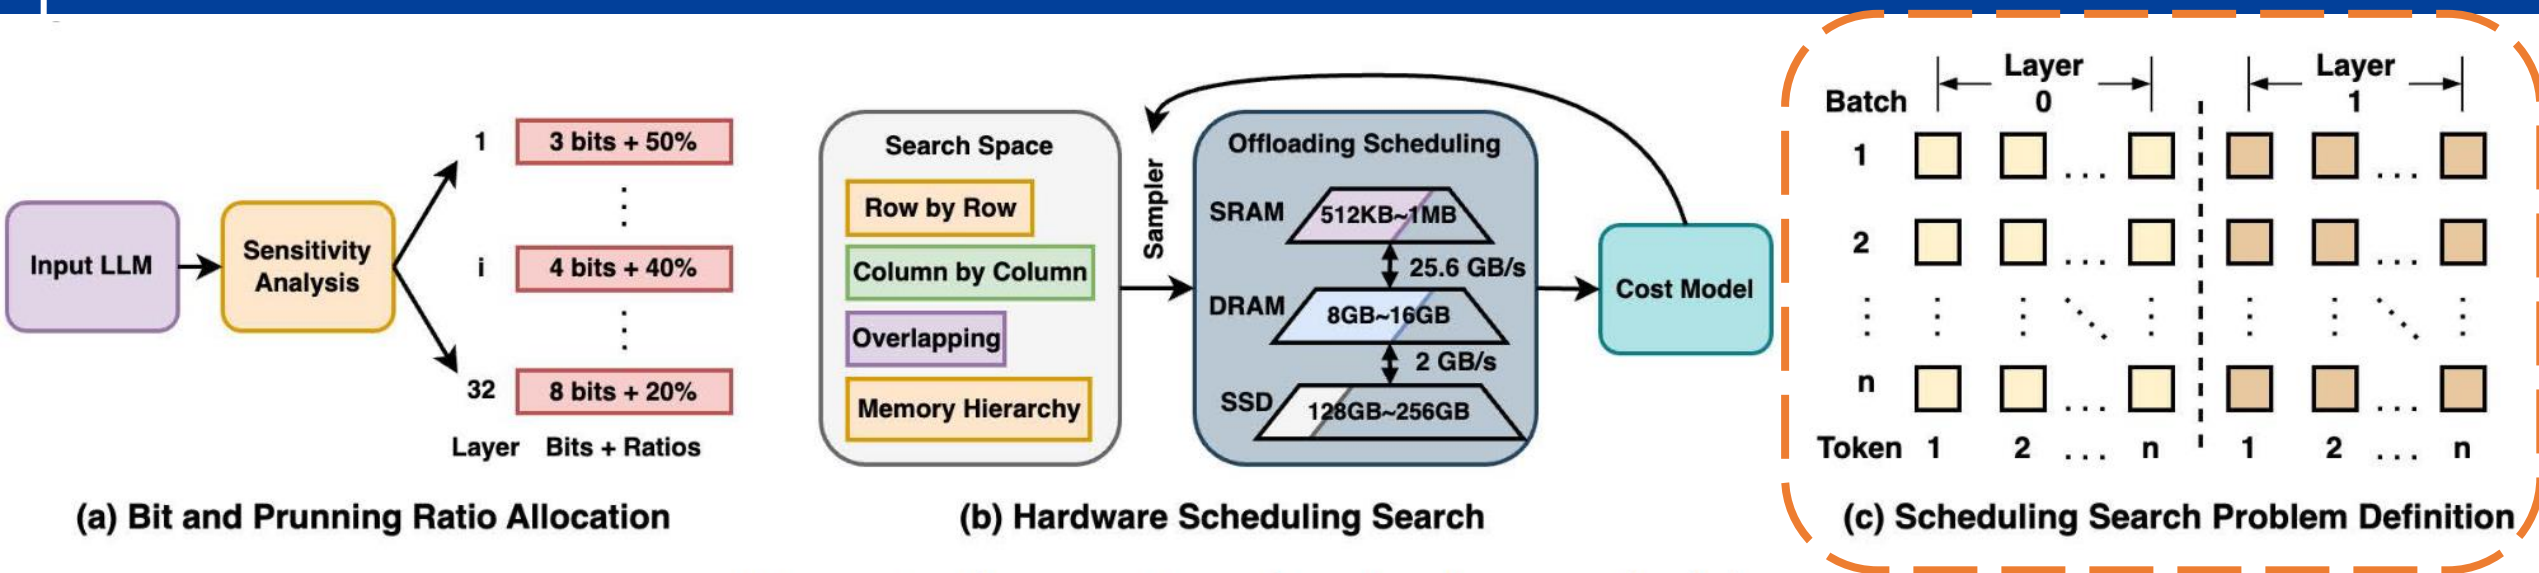 Input LLM
Sensitivity
Analysis
1
3 bits + 50%
i
4 bits + 40%
32
8 bits + 20%
Layer
Bits + Ratios
(a) Bit and Prunning Ratio Allocation
Search Space
Row by Row
Column by Column
Overlapping
Memory Hierarchy
Sampler
Offloading Scheduling
SRAM
512KB~1MB
25.6 GB/s
DRAM
8GB~16GB
2 GB/s
SSD
128GB~256GB
Cost Model
(b) Hardware Scheduling Search
Layer
0
Layer
1
Batch
1
...
...
2
...
...
n
...
...
Token 1 2 ... n 1 2 ... n
(c) Scheduling Search Problem Definition